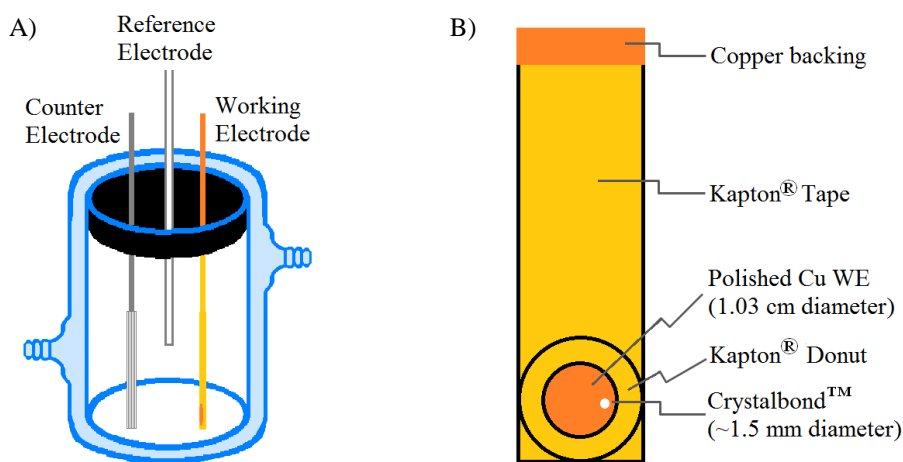 A)
Reference
Electrode
Counter
Electrode
Working
Electrode
B)
Copper backing
Kapton® Tape
Polished Cu WE
(1.03 cm diameter)
Kapton® Donut
Crystalbond™
(~1.5 mm diameter)